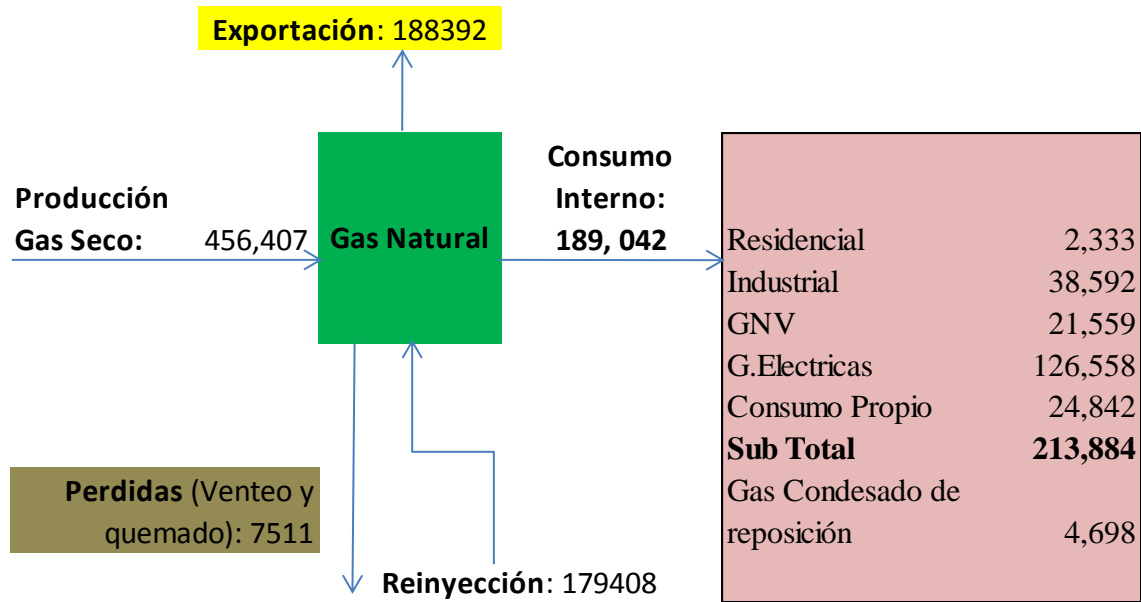 Exportación: 188392
Producción
Gas Seco: 456,407
Gas Natural
Consumo
Interno:
189, 042
Residencial 2,333
Industrial 38,592
GNV 21,559
G.Electricas 126,558
Consumo Propio 24,842
Sub Total 213,884
Gas Condesado de
reposición 4,698
Perdidas (Venteo y
quemado): 7511
Reinyección: 179408